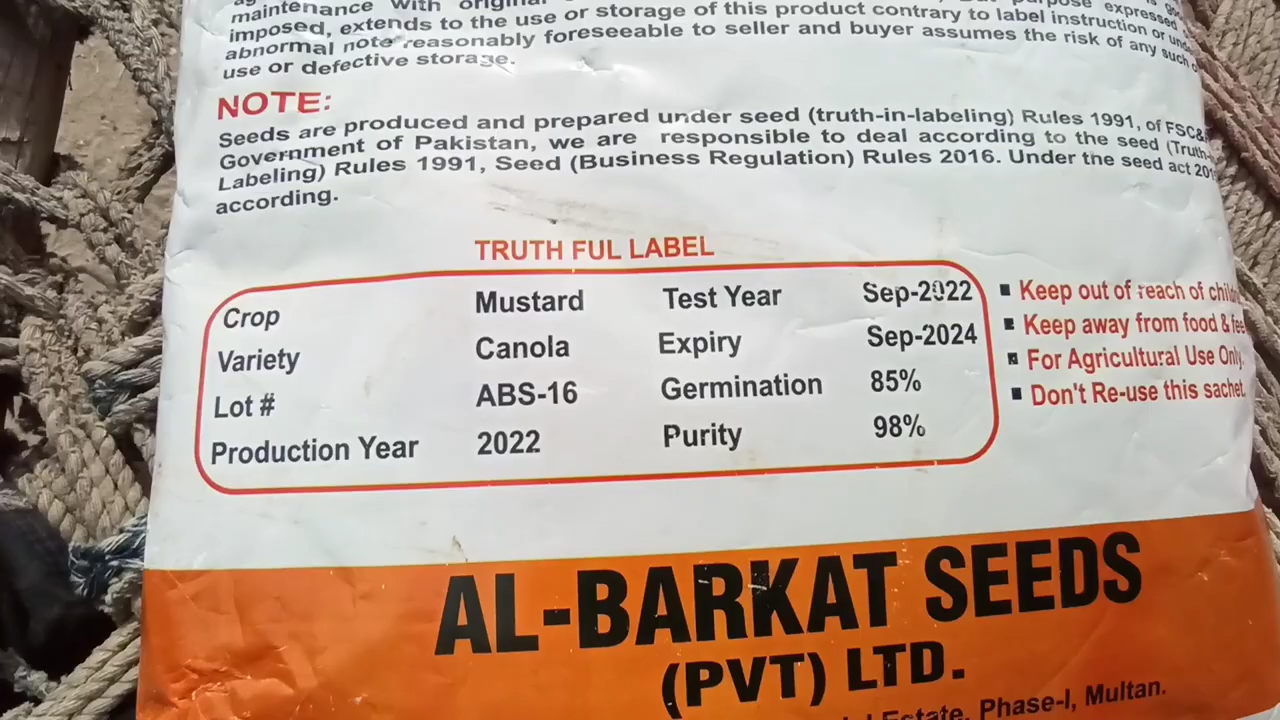 maintenance with original
purpose expressed
imposed, extends to the use or storage of this product contrary to label instruction or
abnormal note reasonably foreseeable to seller and buyer assumes the risk of any such
use or defective storage.
NOTE:
Seeds are produced and prepared under seed (truth-in-labeling) Rules 1991, of
Government of Pakistan, we are responsible to deal according to the seed (Truth-
Labeling) Rules 1991, Seed (Business Regulation) Rules 2016. Under the seed act
according.
TRUTH FUL LABEL
Crop Mustard Test Year Sep-2022
Variety Canola Expiry Sep-2024
Lot # ABS-16 Germination 85%
Production Year 2022 Purity 98%
▪ Keep out of reach of
▪ Keep away from food &
▪ For Agricultural Use Only.
▪ Don't Re-use this sachet.
AL-BARKAT SEEDS
(PVT) LTD.
Estate, Phase-I, Multan.